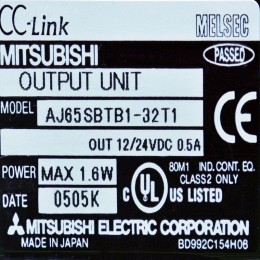 CC-Link MELSEC
MITSUBISHI PASSED
OUTPUT UNIT
MODEL AJ65SBTB1-32T1
OUT 12/24VDC 0.5A CE
POWER MAX 1.6W 80M1 IND. CONT. EQ.
CLASS2 ONLY
DATE 0505K C UL US LISTED
MITSUBISHI ELECTRIC CORPORATION
MADE IN JAPAN BD992C154H06